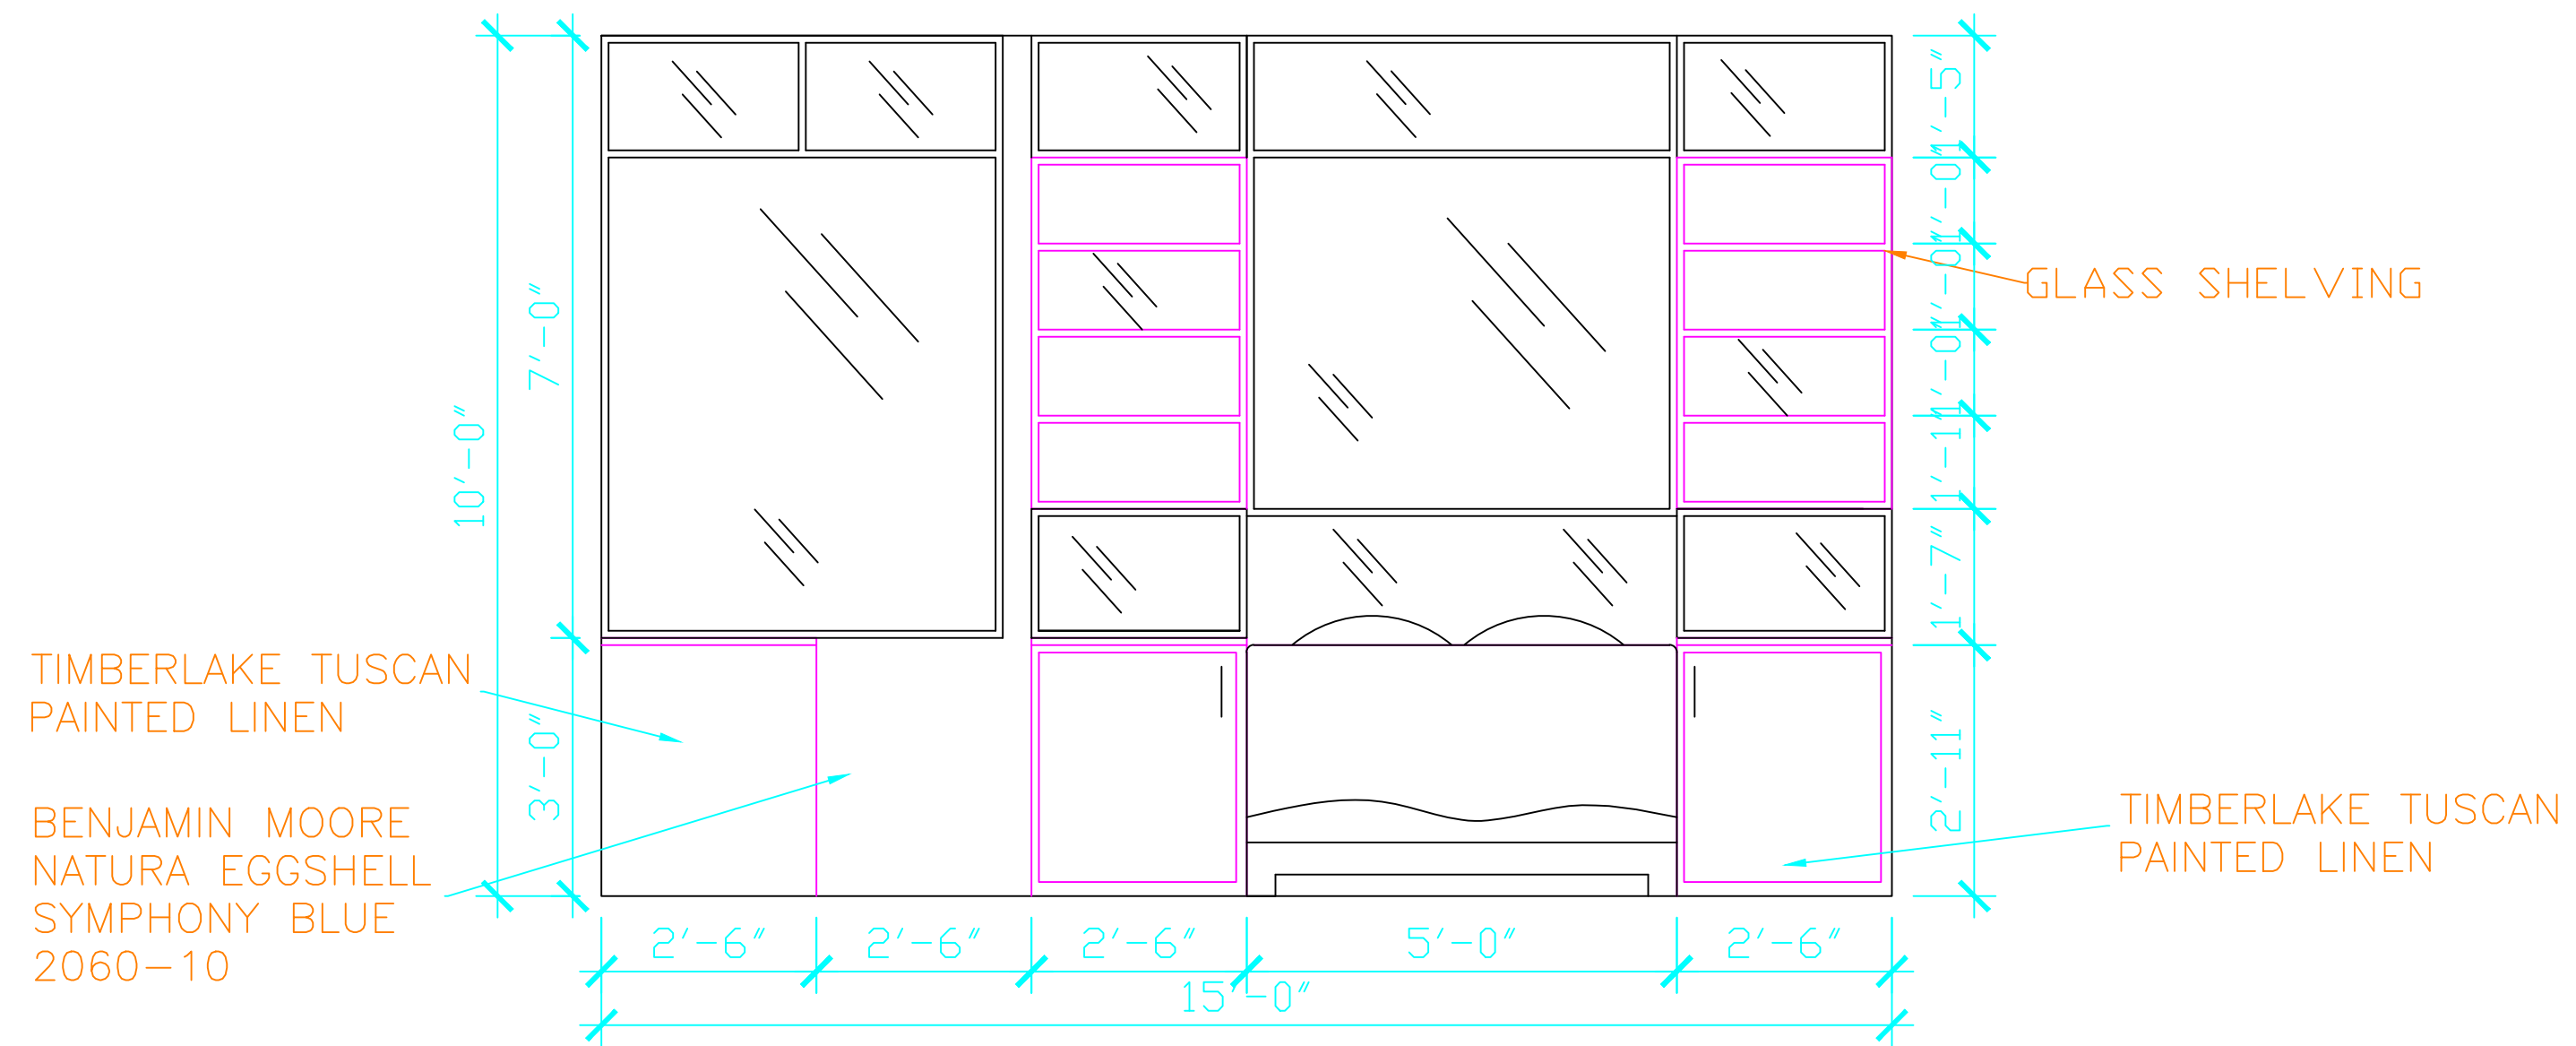 1'-5"
1'-0"
1'-0"
1'-0"
1'-1"
1'-7"
2'-11"
10'-0"
7'-0"
3'-0"
GLASS SHELVING
TIMBERLAKE TUSCAN
PAINTED LINEN
BENJAMIN MOORE
NATURA EGGSHELL
SYMPHONY BLUE
2060-10
TIMBERLAKE TUSCAN
PAINTED LINEN
2'-6" 2'-6" 2'-6" 5'-0" 2'-6"
15'-0"